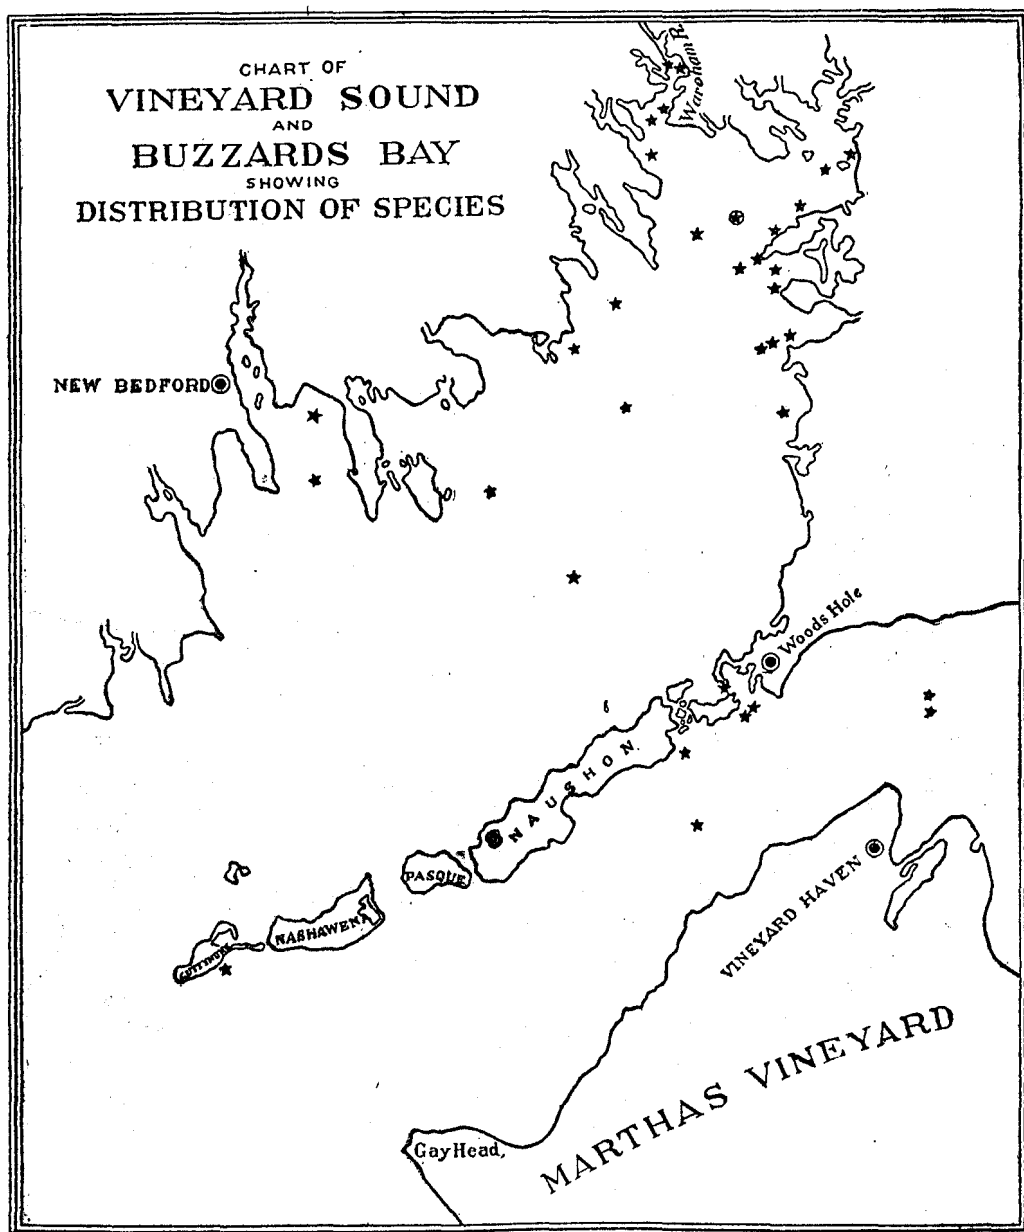 CHART OF
VINEYARD SOUND
AND
BUZZARDS BAY
SHOWING
DISTRIBUTION OF SPECIES
Wareham R.
NEW BEDFORD
Woods Hole
NAUSHON
PASQUE
NASHAWENA
CUTTYHUNK
VINEYARD HAVEN
MARTHAS VINEYARD
Gay Head,